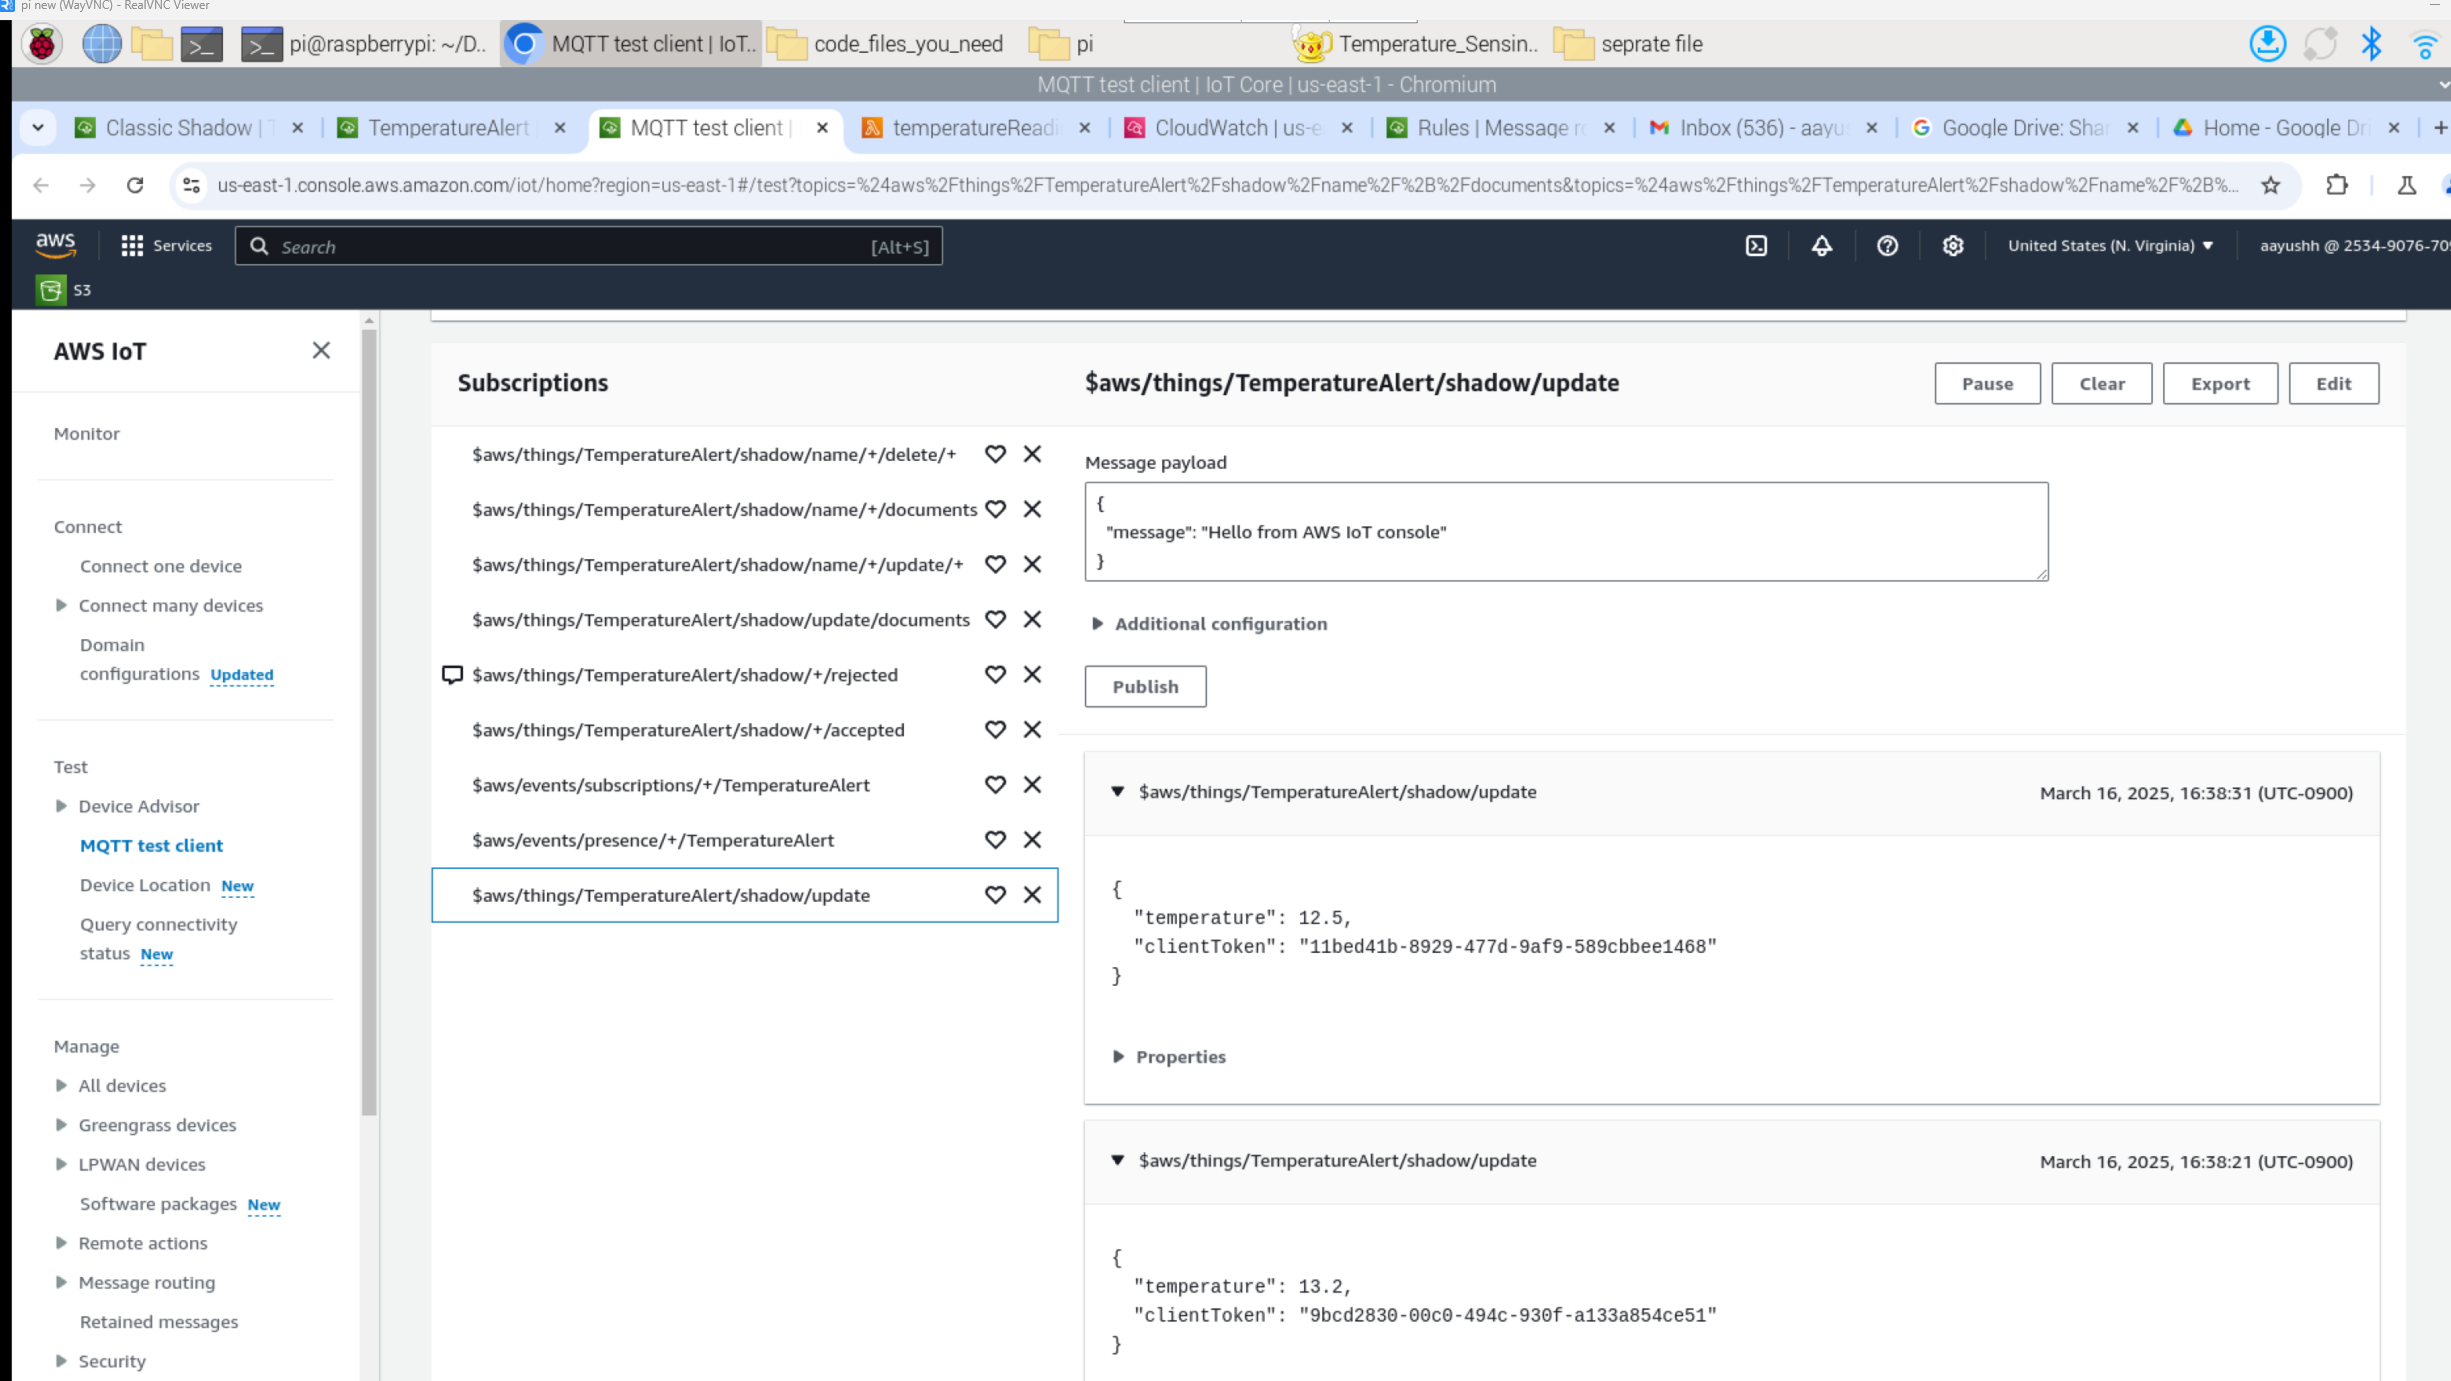 pi new (WayVNC) - RealVNC Viewer
pi@raspberrypi: ~/D..
MQTT test client | IoT..
code_files_you_need
pi
Temperature_Sensin..
seprate file
MQTT test client | IoT Core | us-east-1 - Chromium
Classic Shadow |
TemperatureAlert
MQTT test client |
temperatureReadi
CloudWatch | us-e
Rules | Message ro
Inbox (536) - aayu
Google Drive: Shar
Home - Google Dri
us-east-1.console.aws.amazon.com/iot/home?region=us-east-1#/test?topics=%24aws%2Fthings%2FTemperatureAlert%2Fshadow%2Fname%2F%2B%2Fdocuments&topics=%24aws%2Fthings%2FTemperatureAlert%2Fshadow%2Fname%2F%2B%...
aws
Services
Search
[Alt+S]
United States (N. Virginia)
aayushh @ 2534-9076-709
S3
AWS IoT
Monitor
Connect
Connect one device
Connect many devices
Domain
configurations Updated
Test
Device Advisor
MQTT test client
Device Location New
Query connectivity
status New
Manage
All devices
Greengrass devices
LPWAN devices
Software packages New
Remote actions
Message routing
Retained messages
Security
Subscriptions
$aws/things/TemperatureAlert/shadow/name/+/delete/+
$aws/things/TemperatureAlert/shadow/name/+/documents
$aws/things/TemperatureAlert/shadow/name/+/update/+
$aws/things/TemperatureAlert/shadow/update/documents
$aws/things/TemperatureAlert/shadow/+/rejected
$aws/things/TemperatureAlert/shadow/+/accepted
$aws/events/subscriptions/+/TemperatureAlert
$aws/events/presence/+/TemperatureAlert
$aws/things/TemperatureAlert/shadow/update
$aws/things/TemperatureAlert/shadow/update
Pause
Clear
Export
Edit
Message payload
{
"message": "Hello from AWS IoT console"
}
Additional configuration
Publish
$aws/things/TemperatureAlert/shadow/update
March 16, 2025, 16:38:31 (UTC-0900)
{
"temperature": 12.5,
"clientToken": "11bed41b-8929-477d-9af9-589cbbee1468"
}
Properties
$aws/things/TemperatureAlert/shadow/update
March 16, 2025, 16:38:21 (UTC-0900)
{
"temperature": 13.2,
"clientToken": "9bcd2830-00c0-494c-930f-a133a854ce51"
}